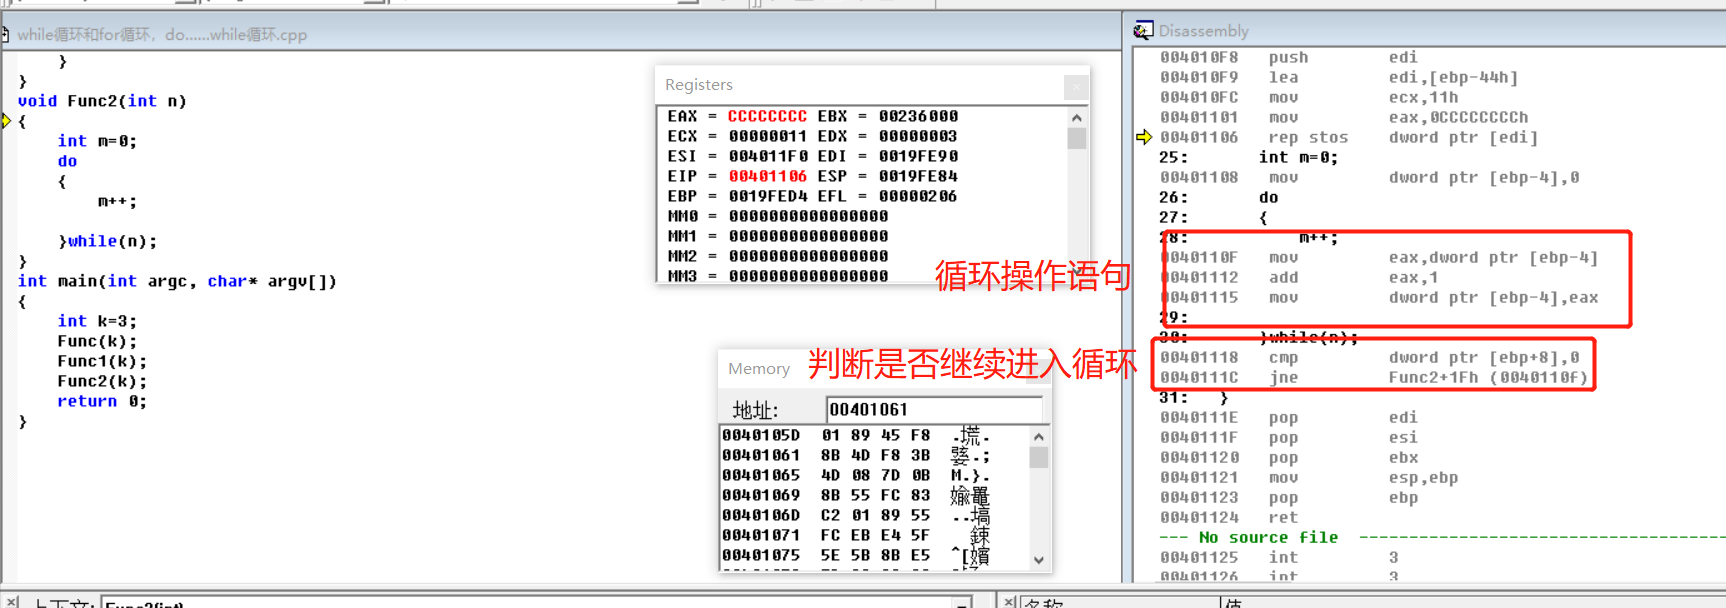 while循环和for循环，do......while循环.cpp
}
}
void Func2(int n)
{
int m=0;
do
{
m++;
}while(n);
}
int main(int argc, char* argv[])
{
int k=3;
Func(k);
Func1(k);
Func2(k);
return 0;
}
Registers
EAX = CCCCCCCC EBX = 00236000
ECX = 00000011 EDX = 00000003
ESI = 004011F0 EDI = 0019FE90
EIP = 00401106 ESP = 0019FE84
EBP = 0019FED4 EFL = 00000206
MM0 = 0000000000000000
MM1 = 0000000000000000
MM2 = 0000000000000000
MM3 = 0000000000000000
循环操作语句
判断是否继续进入循环
Memory
地址:
00401061
0040105D 01 89 45 F8 .塃.
00401061 8B 4D F8 3B
00401065 4D 08 7D 0B M.}.
00401069 8B 55 FC 83
0040106D C2 01 89 55
00401071 FC EB E4 5F
00401075 5E 5B 8B E5
Disassembly
004010F8 push edi
004010F9 lea edi,[ebp-44h]
004010FC mov ecx,11h
00401101 mov eax,0CCCCCCCCh
00401106 rep stos dword ptr [edi]
25: int m=0;
00401108 mov dword ptr [ebp-4],0
26: do
27: {
28: m++;
0040110F mov eax,dword ptr [ebp-4]
00401112 add eax,1
00401115 mov dword ptr [ebp-4],eax
29:
30: }while(n);
00401118 cmp dword ptr [ebp+8],0
0040111C jne Func2+1Fh (0040110f)
31: }
0040111E pop edi
0040111F pop esi
00401120 pop ebx
00401121 mov esp,ebp
00401123 pop ebp
00401124 ret
--- No source file
00401125 int 3
00401126 int 3
上下文: Func2(int)
名称
值